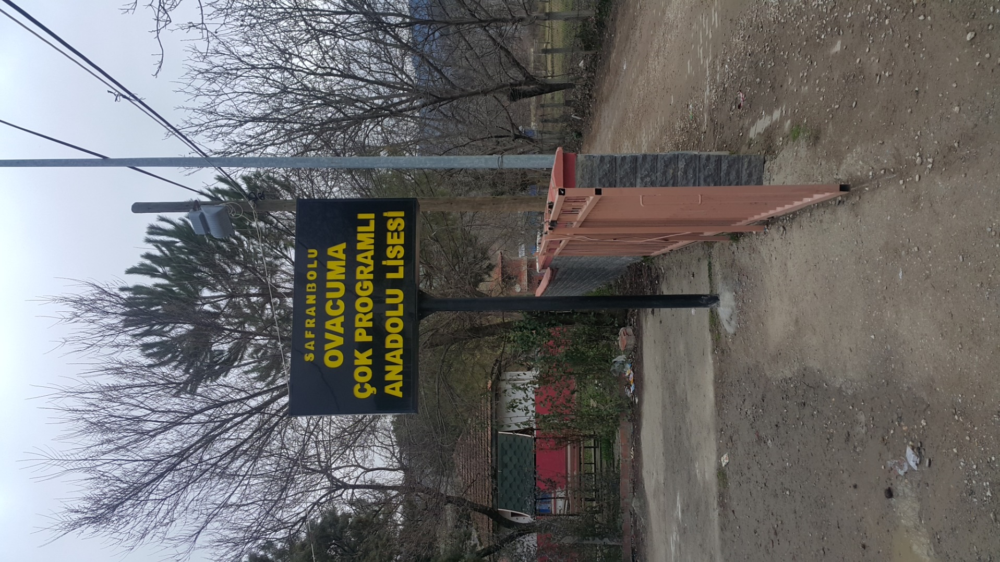 SAFRANBOLU
OVACUMA
ÇOK PROGRAMLI
ANADOLU LİSESİ